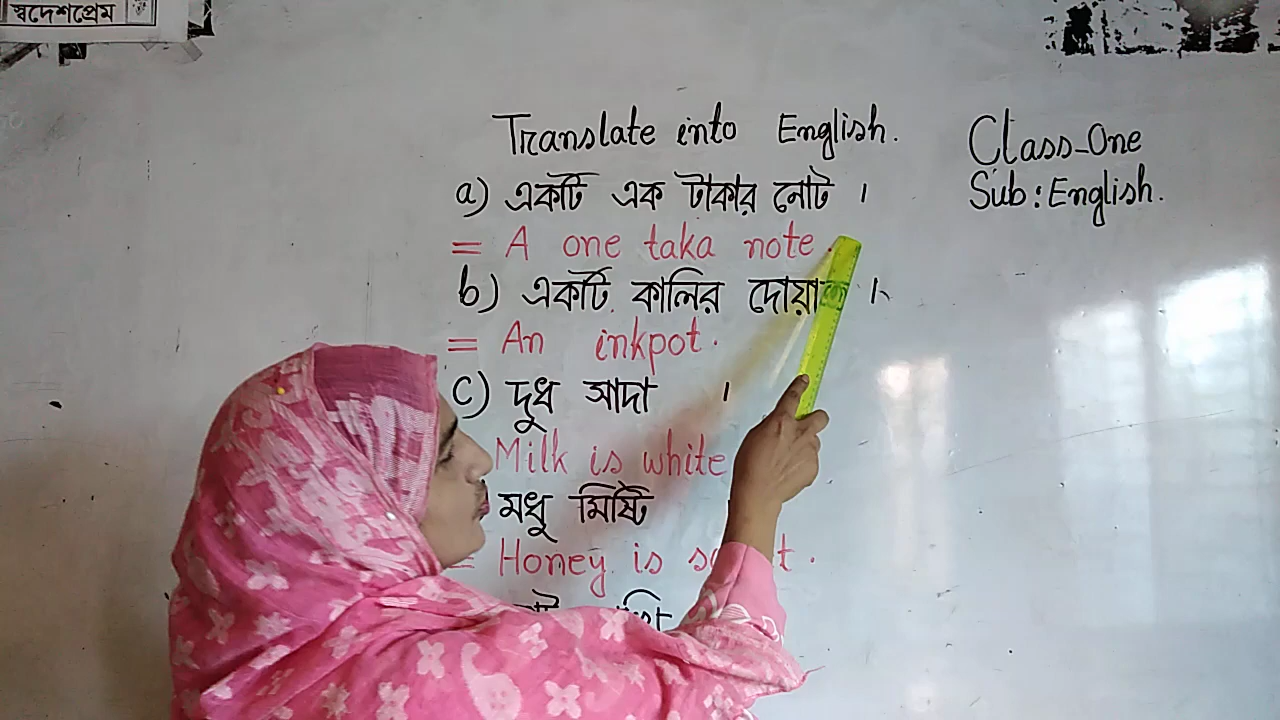 স্বদেশপ্রেম
Translate into English.
Class-One
Sub: English.
a) একটি এক টাকার নোট ।
= A one taka note.
b) একটি কালির ।
= An inkpot.
c) দুধ সাদা ।
Milk is white
মধু মিষ্টি
= Honey is